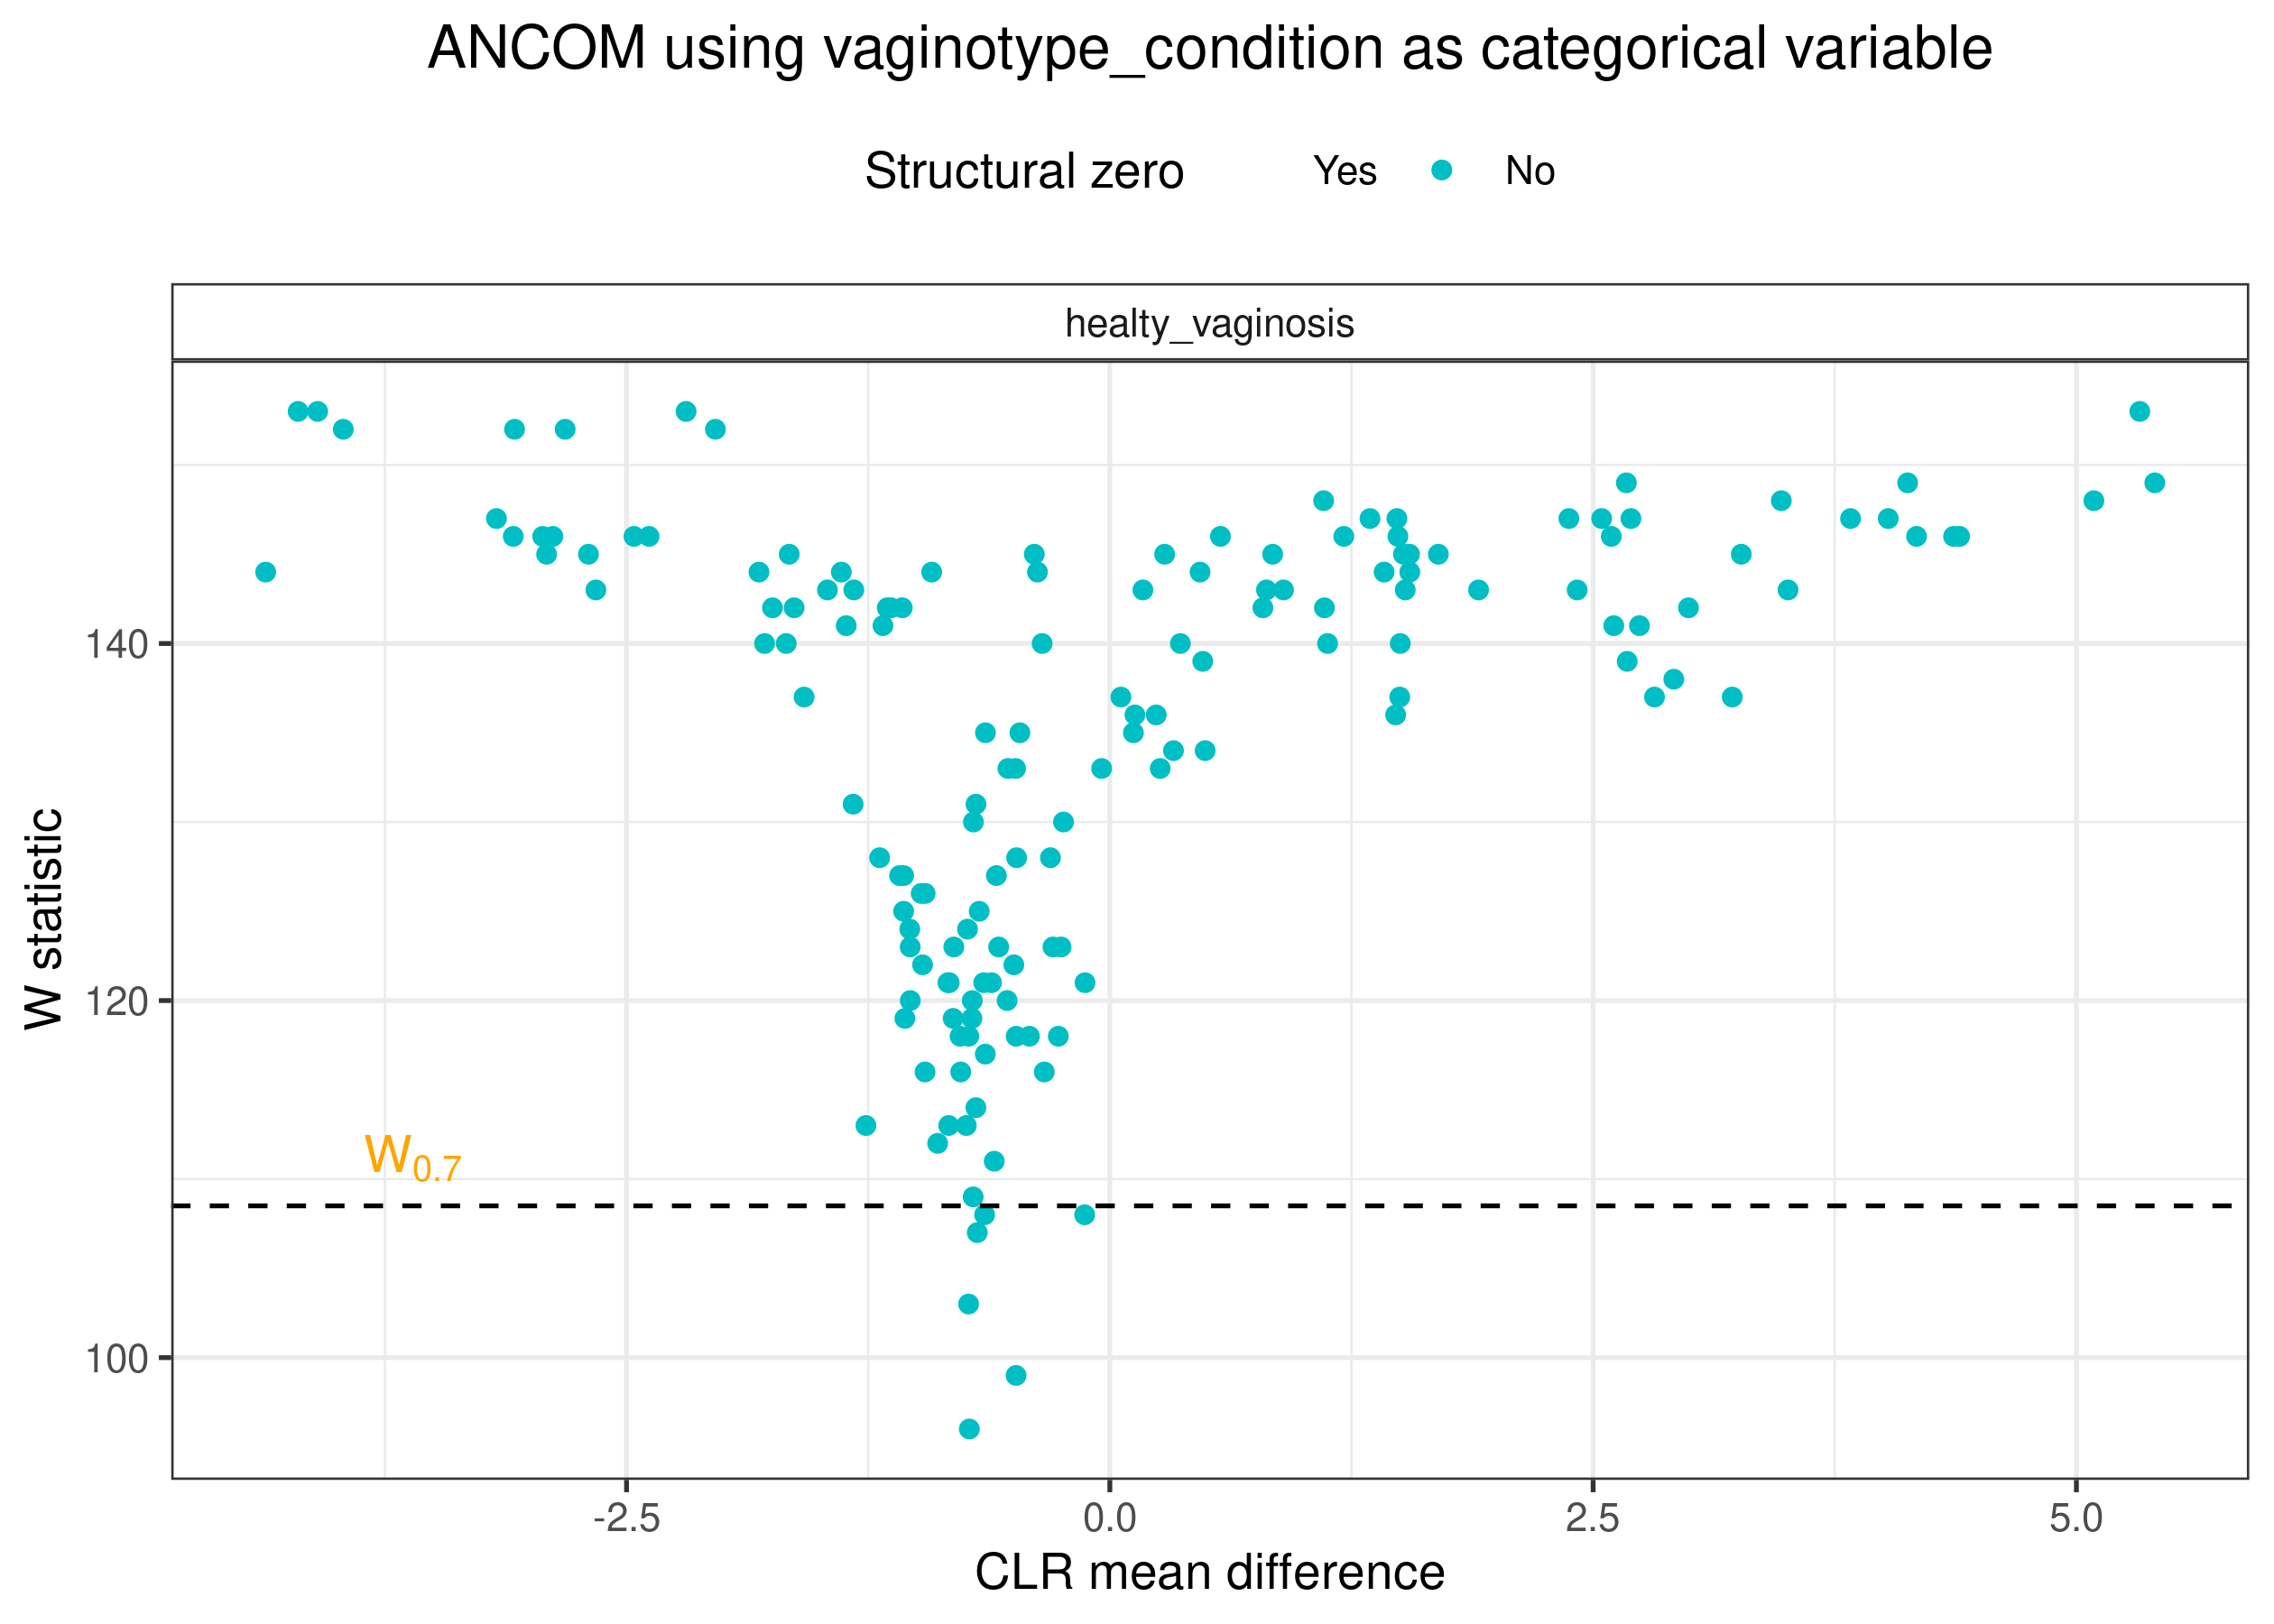 ANCOM using vaginotype_condition as categorical variable
Structural zero Yes No
healty_vaginosis
140
120
100
W statistic
W0.7
-2.5 0.0 2.5 5.0
CLR mean difference